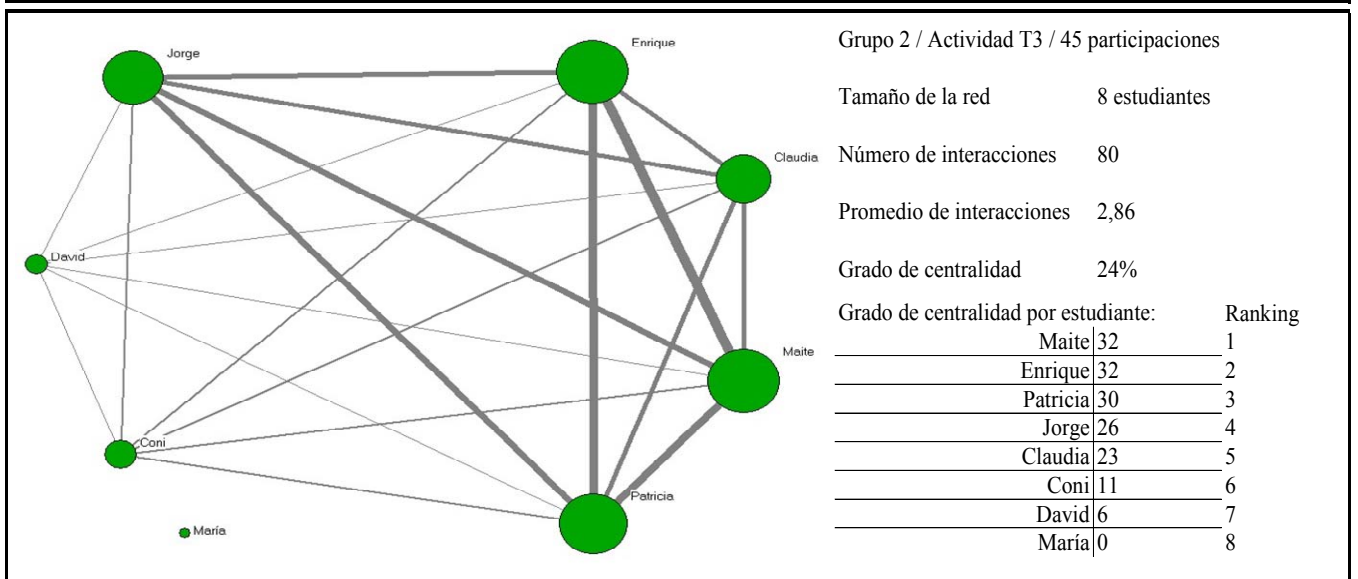 Jorge
Enrique
Claudia
David
Maite
Coni
Patricia
María
Grupo 2 / Actividad T3 / 45 participaciones
Tamaño de la red 8 estudiantes
Número de interacciones 80
Promedio de interacciones 2,86
Grado de centralidad 24%
Grado de centralidad por estudiante: Ranking
Maite 32 1
Enrique 32 2
Patricia 30 3
Jorge 26 4
Claudia 23 5
Coni 11 6
David 6 7
María 0 8